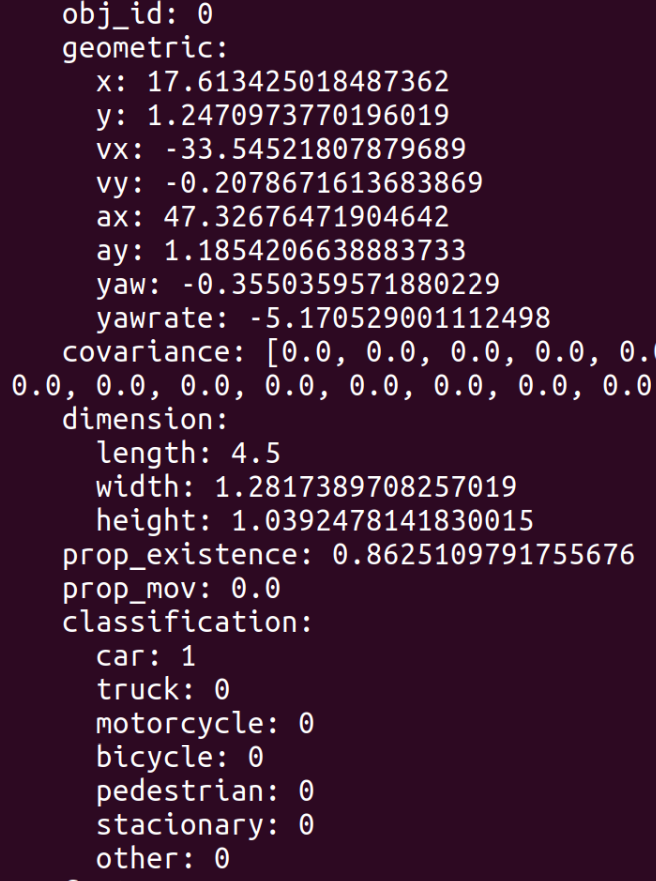 obj_id: 0
geometric:
x: 17.613425018487362
y: 1.2470973770196019
vx: -33.54521807879689
vy: -0.2078671613683869
ax: 47.32676471904642
ay: 1.1854206638883733
yaw: -0.3550359571880229
yawrate: -5.170529001112498
covariance: [0.0, 0.0, 0.0, 0.0, 0.0
0.0, 0.0, 0.0, 0.0, 0.0, 0.0, 0.0, 0.0
dimension:
length: 4.5
width: 1.2817389708257019
height: 1.0392478141830015
prop_existence: 0.8625109791755676
prop_mov: 0.0
classification:
car: 1
truck: 0
motorcycle: 0
bicycle: 0
pedestrian: 0
stacionary: 0
other: 0